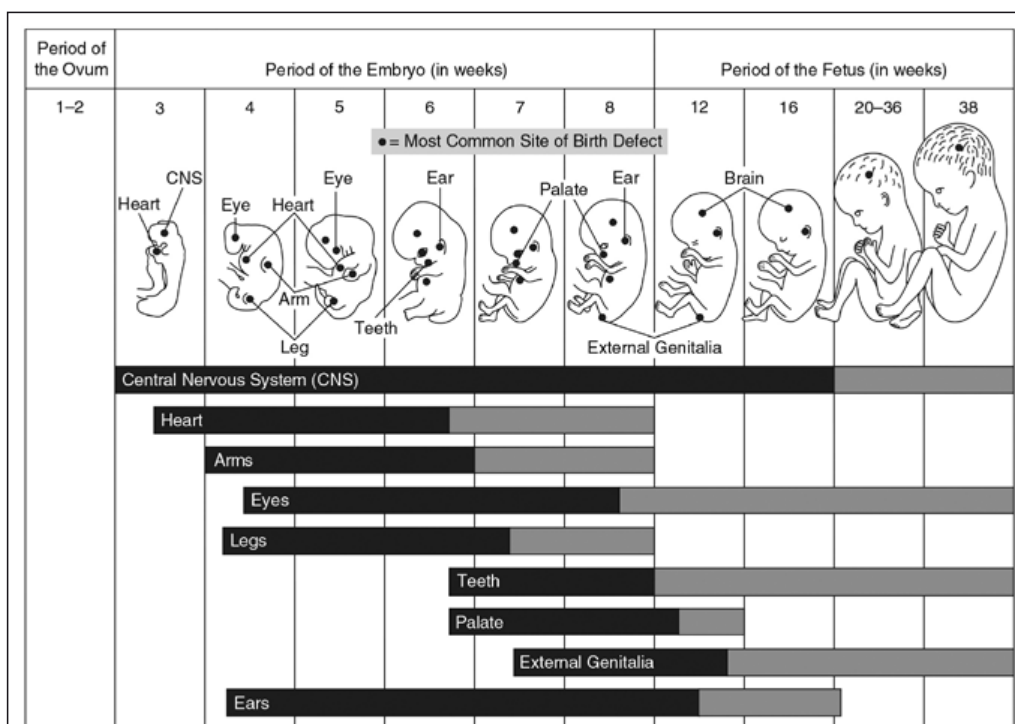 Period of
the Ovum
Period of the Embryo (in weeks)
Period of the Fetus (in weeks)
1–2 3 4 5 6 7 8 12 16 20–36 38
● = Most Common Site of Birth Defect
CNS
Heart
Eye
Heart
Eye
Ear
Palate
Ear
Brain
Arm
Teeth
Leg
External Genitalia
Central Nervous System (CNS)
Heart
Arms
Eyes
Legs
Teeth
Palate
External Genitalia
Ears